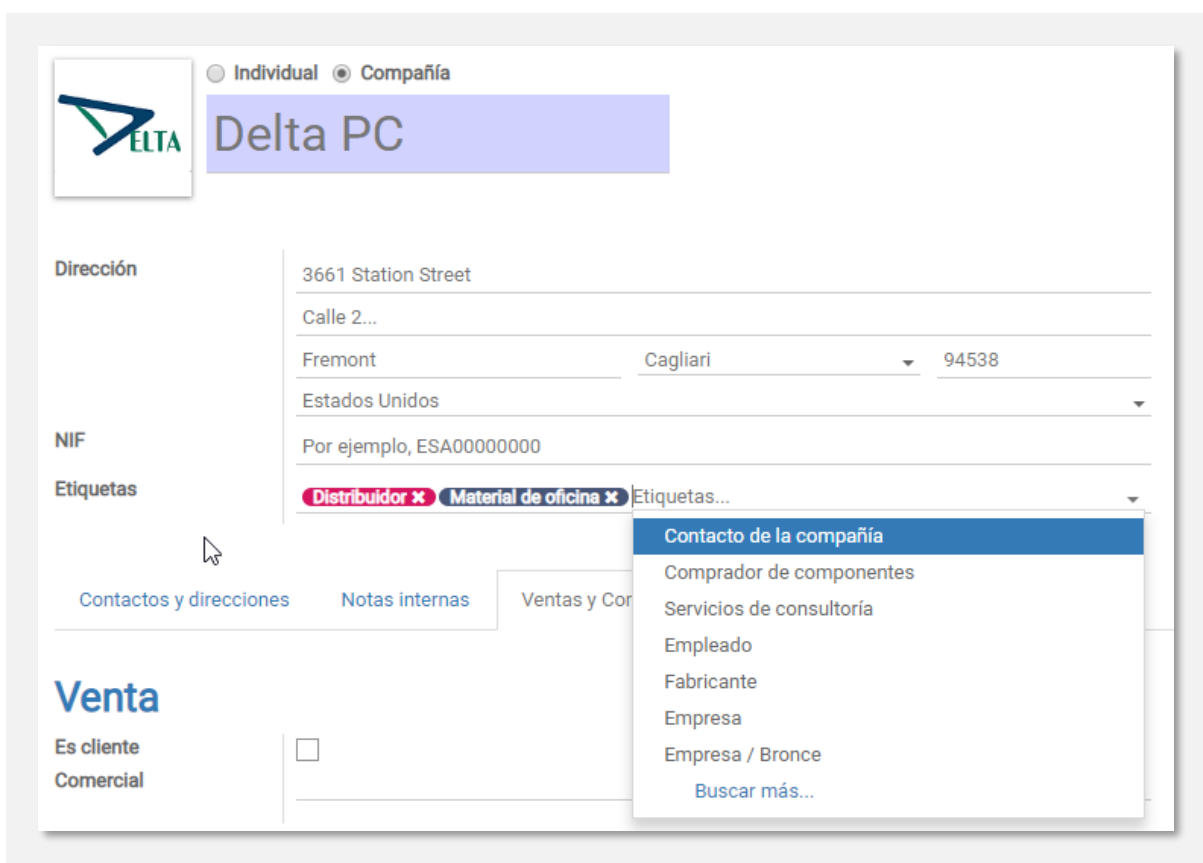 Individual Compañía
DELTA
Delta PC
Dirección
3661 Station Street
Calle 2...
Fremont Cagliari 94538
Estados Unidos
NIF
Por ejemplo, ESA00000000
Etiquetas
Distribuidor ✖ Material de oficina ✖ Etiquetas...
Contacto de la compañía
Comprador de componentes
Servicios de consultoría
Empleado
Fabricante
Empresa
Empresa / Bronce
Buscar más...
Contactos y direcciones Notas internas Ventas y Cor
Venta
Es cliente
Comercial